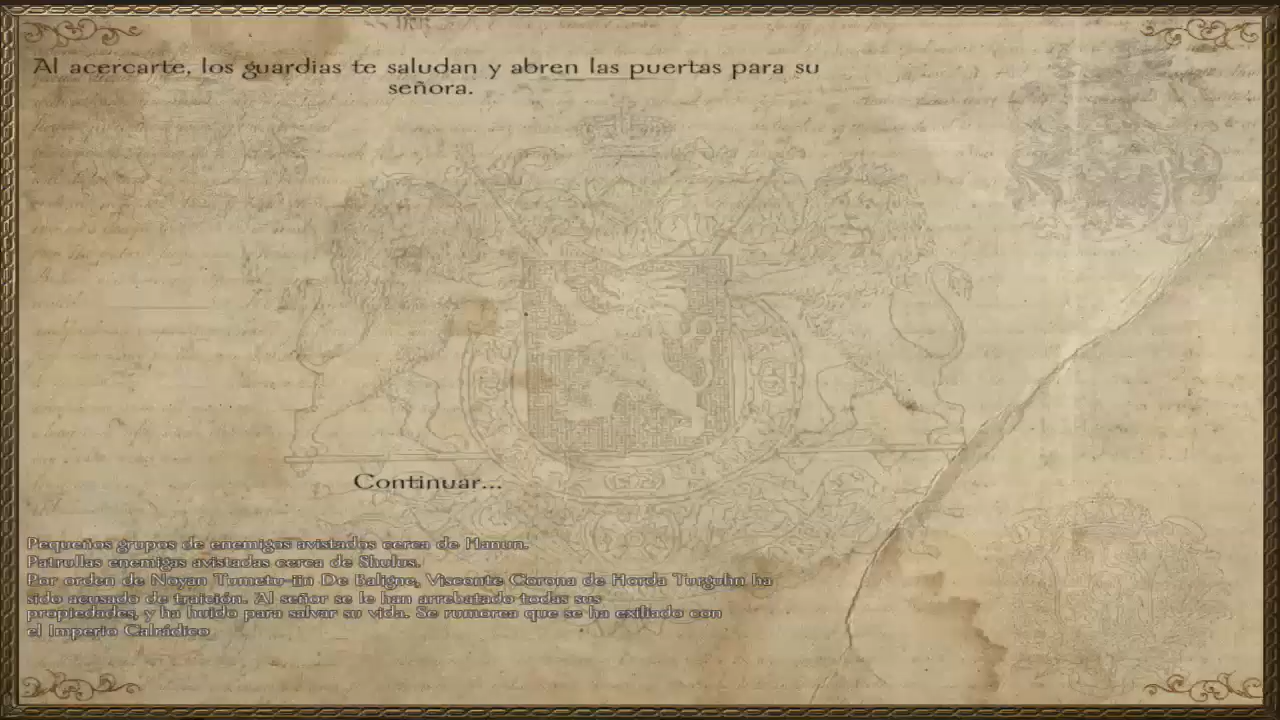 Al acercarte, los guardias te saludan y abren las puertas para su
señora.
Continuar...
Pequeños grupos de enemigos avistados cerca de Hanun.
Patrullas enemigas avistadas cerca de Shulus.
Por orden de Noyan Tumetu-iin De Baligne, Visconte Corona de Horda Turguhn ha
sido acusado de traición. Al señor se le han arrebatado todas sus
propiedades, y ha huido para salvar su vida. Se rumorea que se ha exiliado con
el Imperio Calrádico